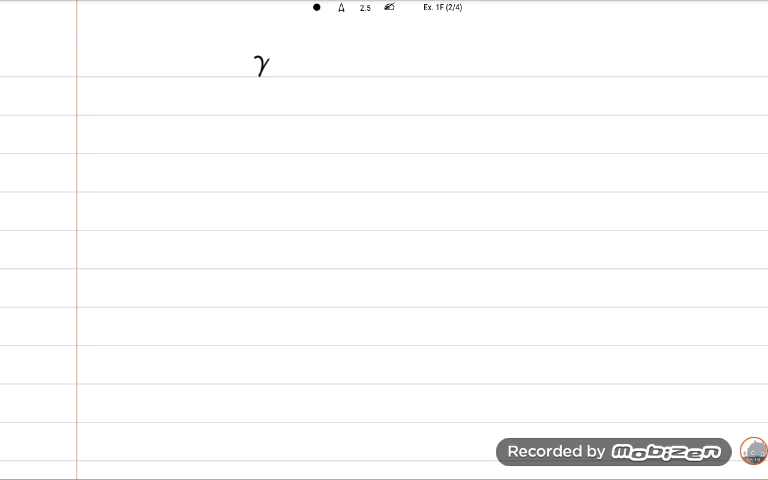 2.5 Ex. 1F (2/4)
γ
Recorded by mobizen